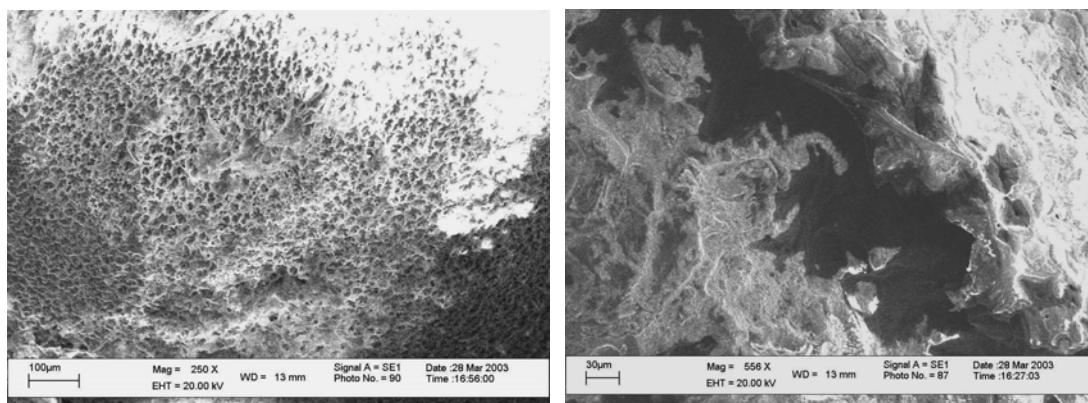 100µm
Mag = 250 X
EHT = 20.00 kV
WD = 13 mm
Signal A = SE1
Photo No. = 90
Date :28 Mar 2003
Time :16:56:00
30µm
Mag = 556 X
EHT = 20.00 kV
WD = 13 mm
Signal A = SE1
Photo No. = 87
Date :28 Mar 2003
Time :16:27:03